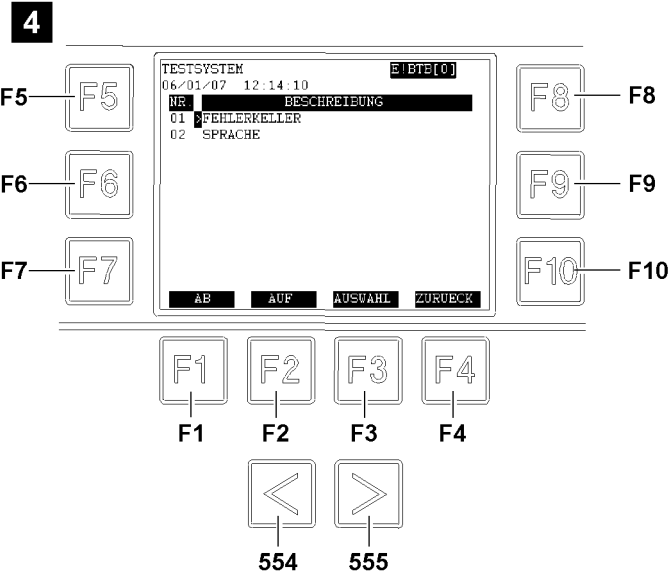 4
TESTSYSTEM E!BTB[0]
06/01/07 12:14:10
NR. BESCHREIBUNG
01 >FEHLERKELLER
02 SPRACHE
AB AUF AUSWAHL ZURUECK
F5 F5
F6 F6
F7 F7
F8 F8
F9 F9
F10 F10
F1 F2 F3 F4
F1 F2 F3 F4
< >
554 555